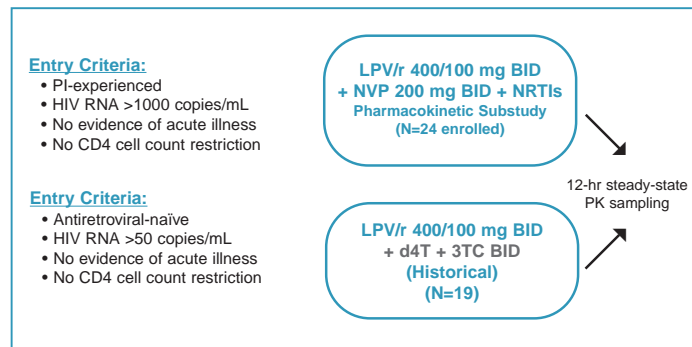 Entry Criteria:
• PI-experienced
• HIV RNA >1000 copies/mL
• No evidence of acute illness
• No CD4 cell count restriction
LPV/r 400/100 mg BID
+ NVP 200 mg BID + NRTIs
Pharmacokinetic Substudy
(N=24 enrolled)
12-hr steady-state
PK sampling
Entry Criteria:
• Antiretroviral-naïve
• HIV RNA >50 copies/mL
• No evidence of acute illness
• No CD4 cell count restriction
LPV/r 400/100 mg BID
+ d4T + 3TC BID
(Historical)
(N=19)